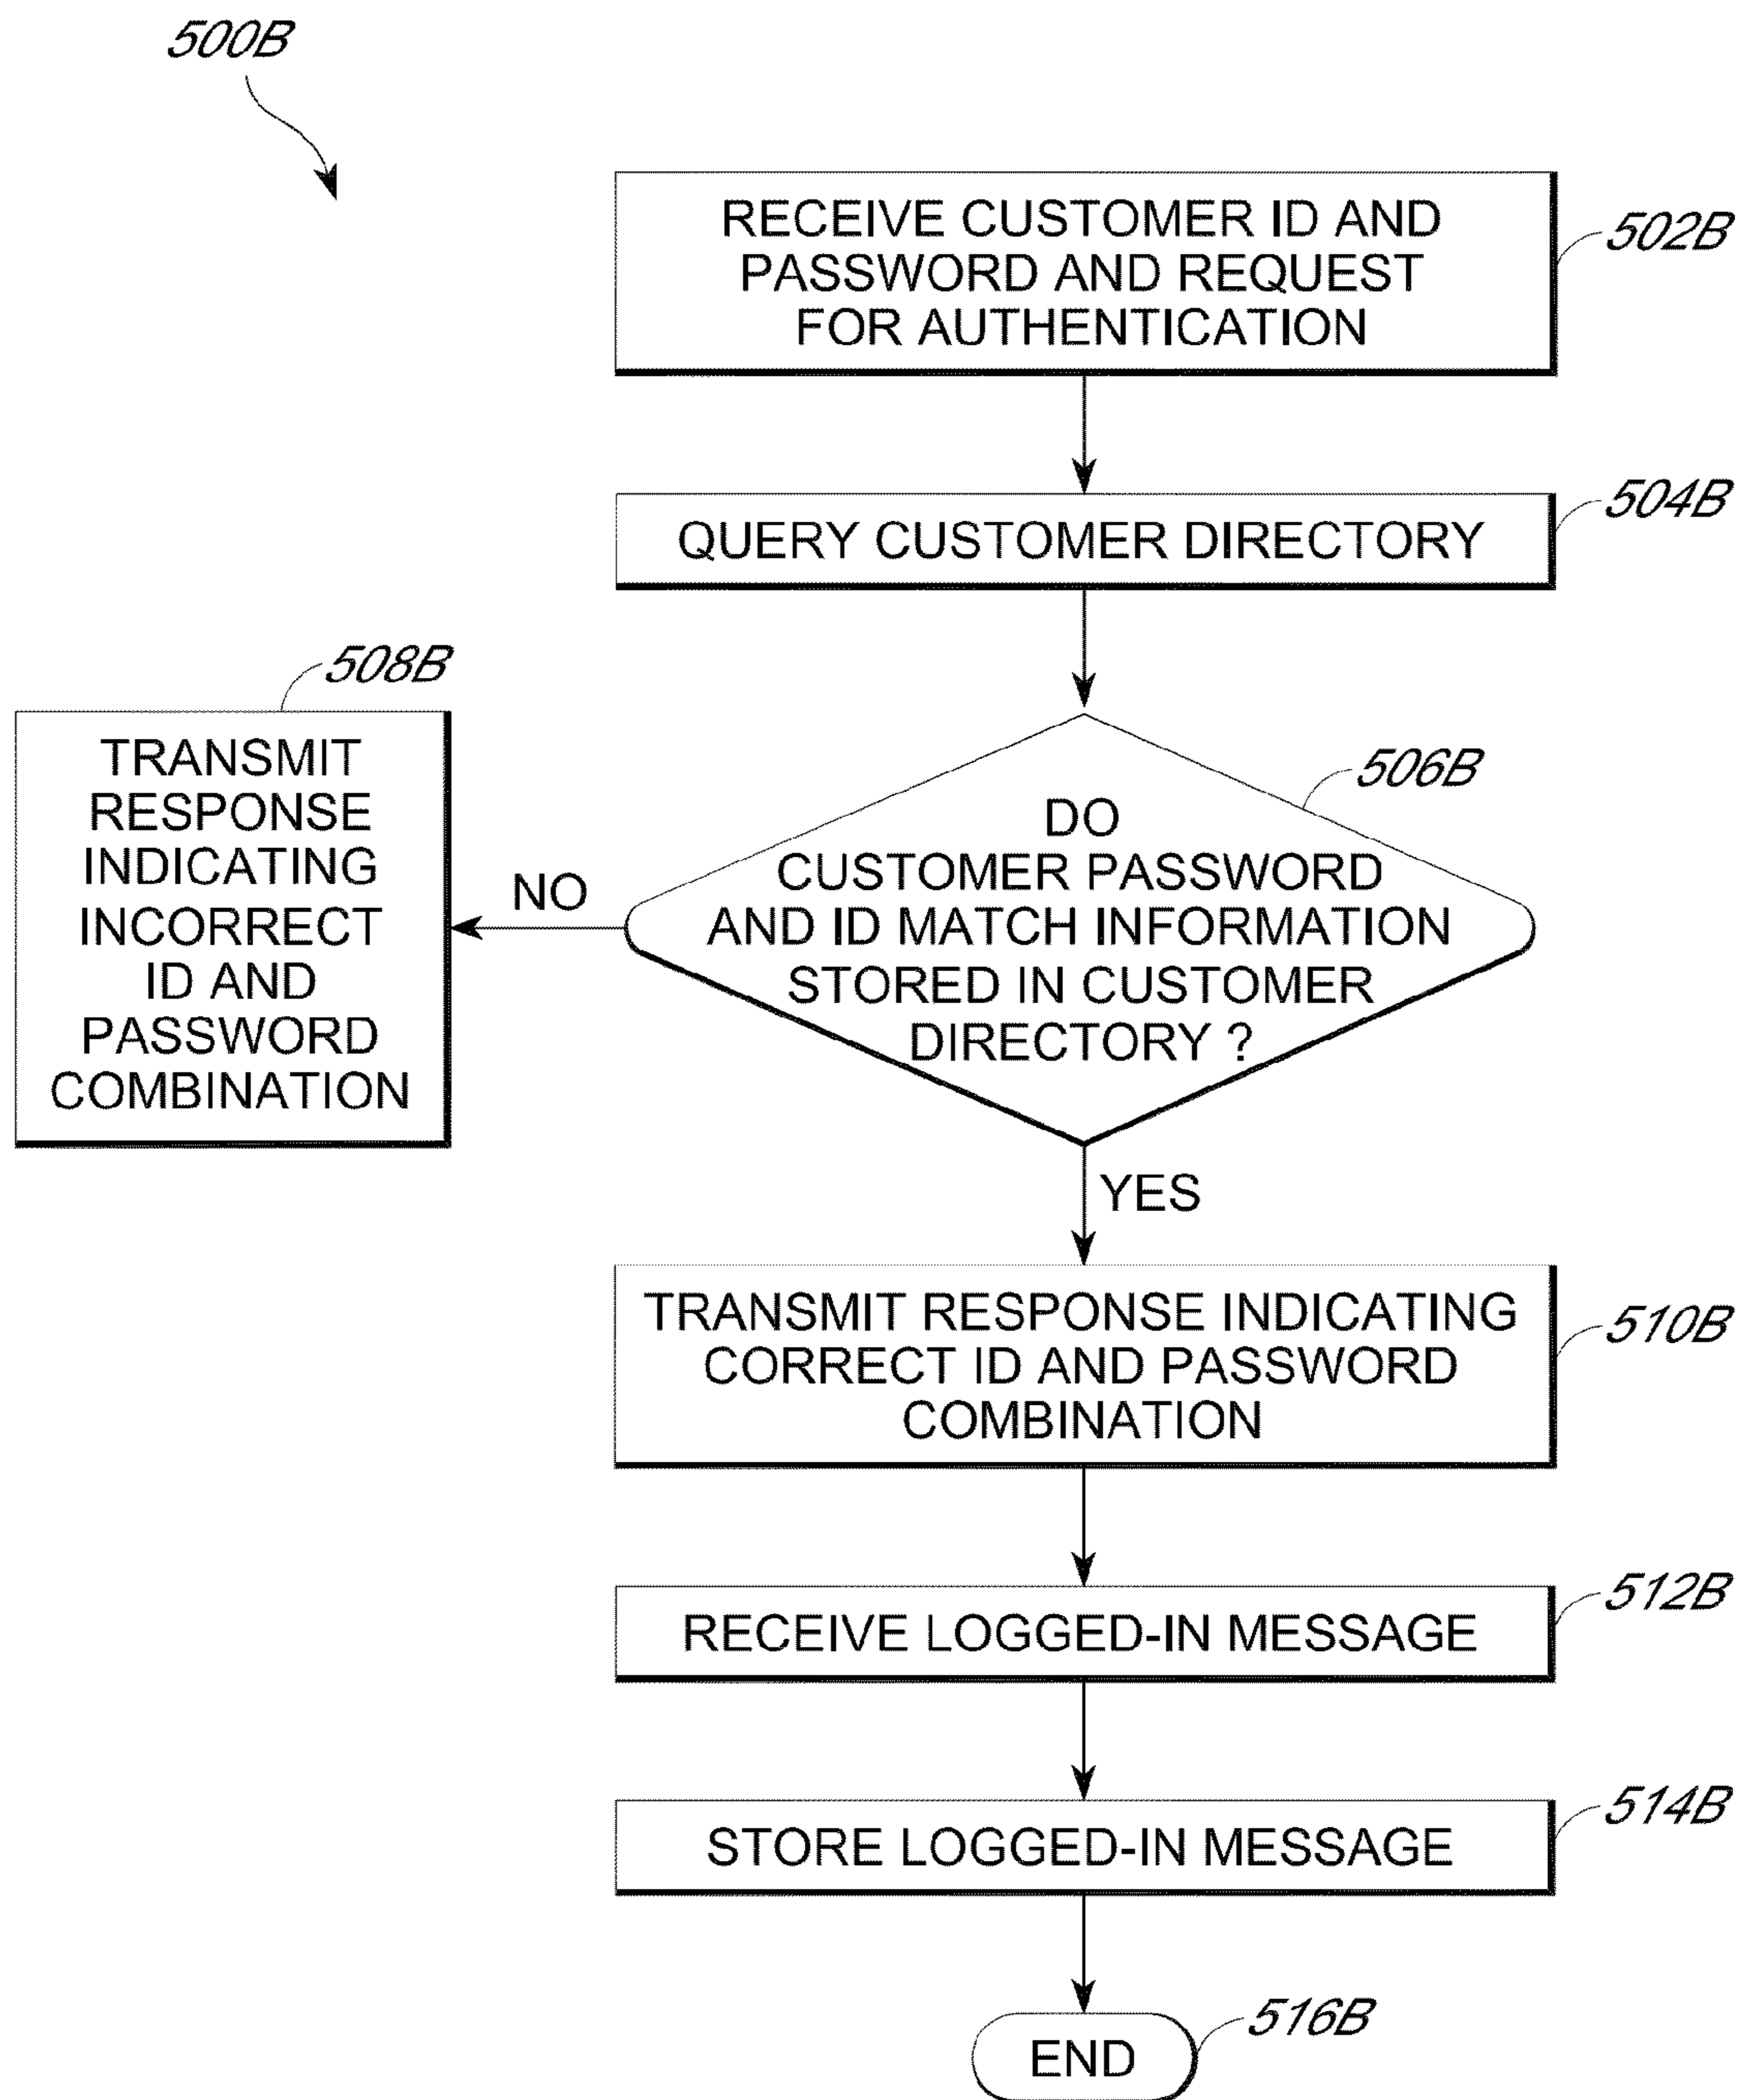 500B
RECEIVE CUSTOMER ID AND
PASSWORD AND REQUEST
FOR AUTHENTICATION
502B
QUERY CUSTOMER DIRECTORY
504B
508B
TRANSMIT
RESPONSE
INDICATING
INCORRECT
ID AND
PASSWORD
COMBINATION
NO
506B
DO
CUSTOMER PASSWORD
AND ID MATCH INFORMATION
STORED IN CUSTOMER
DIRECTORY ?
YES
TRANSMIT RESPONSE INDICATING
CORRECT ID AND PASSWORD
COMBINATION
510B
RECEIVE LOGGED-IN MESSAGE
512B
STORE LOGGED-IN MESSAGE
514B
END
516B